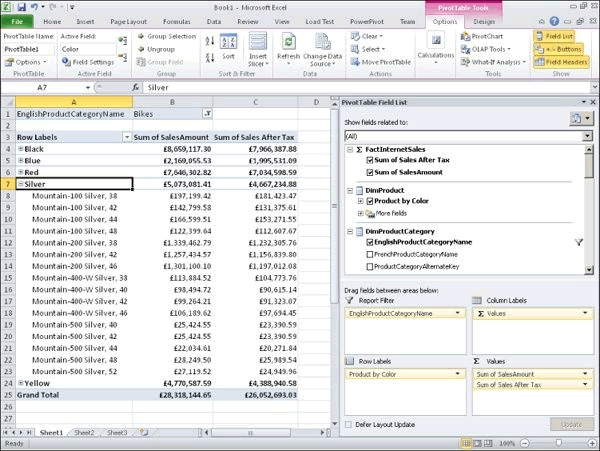 Book1 - Microsoft Excel
PivotTable Tools
File Home Insert Page Layout Formulas Data Review View Load Test PowerPivot Team Options Design
PivotTable Name: Active Field: Group Selection Insert Slicer Refresh Change Data Source Clear Calculations PivotChart Field List
PivotTable1 Silver Ungroup Sort Select OLAP Tools +/- Buttons
Options Field Settings Group Field Move PivotTable What-If Analysis Field Headers
PivotTable Active Field Group Sort & Filter Data Actions Tools Show
A7 fx Silver
A B C D
1 EnglishProductCategoryName Bikes
2
3 Row Labels Sum of SalesAmount Sum of Sales After Tax
4 Black £8,659,117.30 £7,966,387.88
5 Blue £2,169,055.53 £1,995,531.09
6 Red £7,646,302.82 £7,034,598.59
7 Silver £5,073,081.41 £4,667,234.88
8 Mountain-100 Silver, 38 £197,199.42 £181,423.47
9 Mountain-100 Silver, 42 £142,799.58 £131,375.61
10 Mountain-100 Silver, 44 £166,599.51 £153,271.55
11 Mountain-100 Silver, 48 £122,399.64 £112,607.67
12 Mountain-200 Silver, 38 £1,339,462.79 £1,232,305.76
13 Mountain-200 Silver, 42 £1,257,434.57 £1,156,839.80
14 Mountain-200 Silver, 46 £1,301,100.10 £1,197,012.08
15 Mountain-400-W Silver, 38 £113,884.52 £104,773.76
16 Mountain-400-W Silver, 40 £98,494.72 £90,615.14
17 Mountain-400-W Silver, 42 £99,264.21 £91,323.07
18 Mountain-400-W Silver, 46 £106,189.62 £97,694.45
19 Mountain-500 Silver, 40 £25,424.55 £23,390.59
20 Mountain-500 Silver, 42 £25,424.55 £23,390.59
21 Mountain-500 Silver, 44 £22,034.61 £20,271.84
22 Mountain-500 Silver, 48 £28,249.50 £25,989.54
23 Mountain-500 Silver, 52 £27,119.52 £24,949.96
24 Yellow £4,770,587.59 £4,388,940.58
25 Grand Total £28,318,144.65 £26,052,693.03
26
27
Sheet1 Sheet2 Sheet3
Ready 100%
PivotTable Field List
Show fields related to:
(All)
Σ FactInternetSales
Sum of Sales After Tax
Sum of SalesAmount
DimProduct
Product by Color
More fields
DimProductCategory
EnglishProductCategoryName
FrenchProductCategoryName
ProductCategoryAlternateKey
Drag fields between areas below:
Report Filter Column Labels
EnglishProductCategoryName Σ Values
Row Labels Σ Values
Product by Color Sum of SalesAmount
Sum of Sales After Tax
Defer Layout Update Update